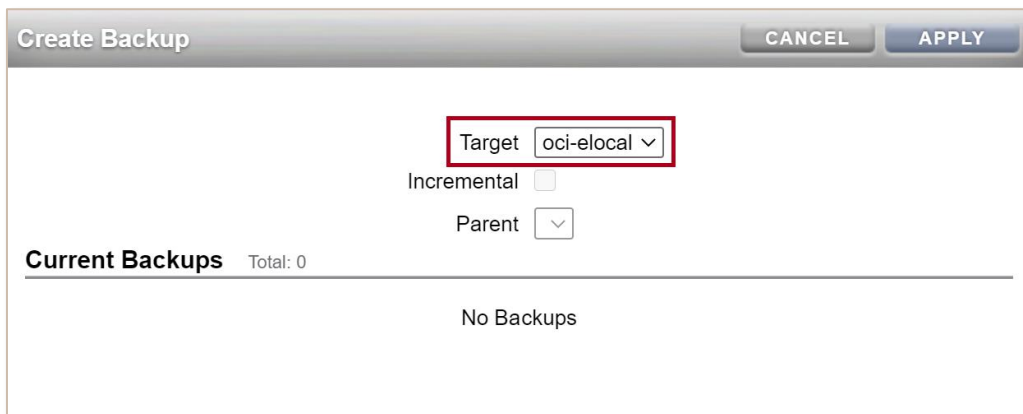 Create Backup CANCEL APPLY
Target oci-elocal
Incremental
Parent
Current Backups Total: 0
No Backups